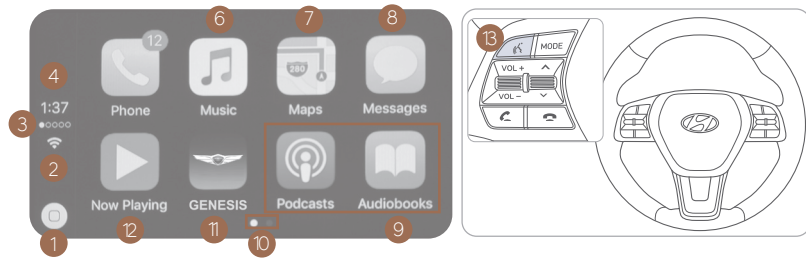 6
7
8
13
12
280
MODE
4
VOL +
Phone
Music
Maps
Messages
1:37
3
VOL -
2
Now Playing
GENESIS
Podcasts
Audiobooks
1
12
11
10
9